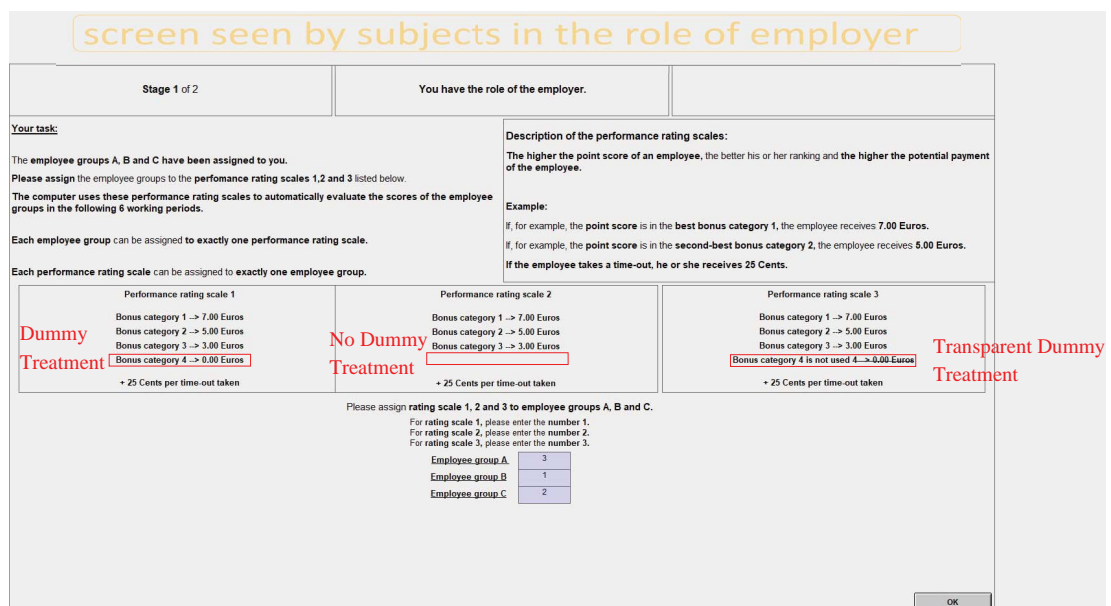 screen seen by subjects in the role of employer
Stage 1 of 2
You have the role of the employer.
Your task:
The employee groups A, B and C have been assigned to you.
Please assign the employee groups to the perfomance rating scales 1,2 and 3 listed below.
The computer uses these performance rating scales to automatically evaluate the scores of the employee
groups in the following 6 working periods.
Each employee group can be assigned to exactly one performance rating scale.
Each performance rating scale can be assigned to exactly one employee group.
Description of the performance rating scales:
The higher the point score of an employee, the better his or her ranking and the higher the potential payment
of the employee.
Example:
If, for example, the point score is in the best bonus category 1, the employee receives 7.00 Euros.
If, for example, the point score is in the second-best bonus category 2, the employee receives 5.00 Euros.
If the employee takes a time-out, he or she receives 25 Cents.
Performance rating scale 1
Bonus category 1 --> 7.00 Euros
Bonus category 2 --> 5.00 Euros
Bonus category 3 --> 3.00 Euros
Bonus category 4 --> 0.00 Euros
+ 25 Cents per time-out taken
Dummy
Treatment
Performance rating scale 2
Bonus category 1 --> 7.00 Euros
Bonus category 2 --> 5.00 Euros
Bonus category 3 --> 3.00 Euros
+ 25 Cents per time-out taken
No Dummy
Treatment
Performance rating scale 3
Bonus category 1 --> 7.00 Euros
Bonus category 2 --> 5.00 Euros
Bonus category 3 --> 3.00 Euros
Bonus category 4 is not used 4 --> 0.00 Euros
+ 25 Cents per time-out taken
Transparent Dummy
Treatment
Please assign rating scale 1, 2 and 3 to employee groups A, B and C.
For rating scale 1, please enter the number 1.
For rating scale 2, please enter the number 2.
For rating scale 3, please enter the number 3.
Employee group A 3
Employee group B 1
Employee group C 2
OK